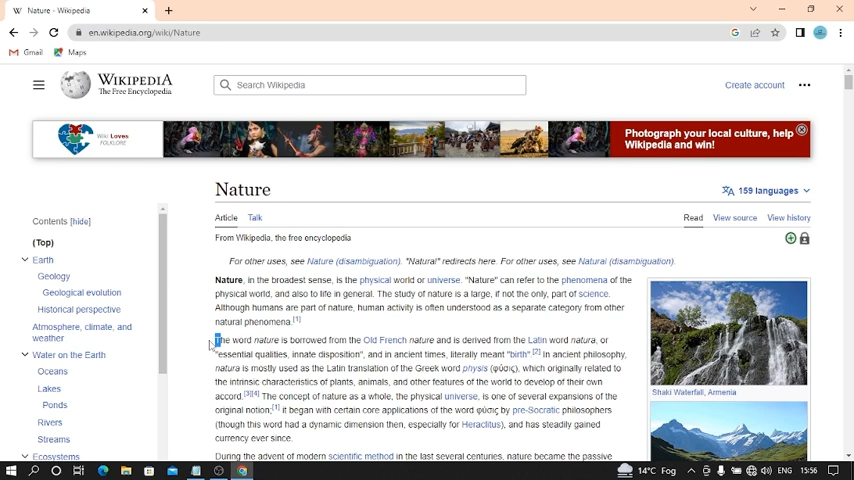 Nature - Wikipedia
en.wikipedia.org/wiki/Nature
Gmail Maps
WIKIPEDIA
The Free Encyclopedia
Search Wikipedia
Create account
Wiki Loves
FOLKLORE
Photograph your local culture, help
Wikipedia and win!
Nature
159 languages
Article Talk
Read View source View history
From Wikipedia, the free encyclopedia
For other uses, see Nature (disambiguation). "Natural" redirects here. For other uses, see Natural (disambiguation).
Contents [hide]
(Top)
Earth
Geology
Geological evolution
Historical perspective
Atmosphere, climate, and
weather
Water on the Earth
Oceans
Lakes
Ponds
Rivers
Streams
Ecosystems
Nature, in the broadest sense, is the physical world or universe. "Nature" can refer to the phenomena of the
physical world, and also to life in general. The study of nature is a large, if not the only, part of science.
Although humans are part of nature, human activity is often understood as a separate category from other
natural phenomena.[1]
The word nature is borrowed from the Old French nature and is derived from the Latin word natura, or
"essential qualities, innate disposition", and in ancient times, literally meant "birth".[2] In ancient philosophy,
natura is mostly used as the Latin translation of the Greek word physis (φύσις), which originally related to
the intrinsic characteristics of plants, animals, and other features of the world to develop of their own
accord.[3][4] The concept of nature as a whole, the physical universe, is one of several expansions of the
original notion;[1] it began with certain core applications of the word φύσις by pre-Socratic philosophers
(though this word had a dynamic dimension then, especially for Heraclitus), and has steadily gained
currency ever since.
During the advent of modern scientific method in the last several centuries, nature became the passive
Shaki Waterfall, Armenia
14°C Fog
ENG
15:56